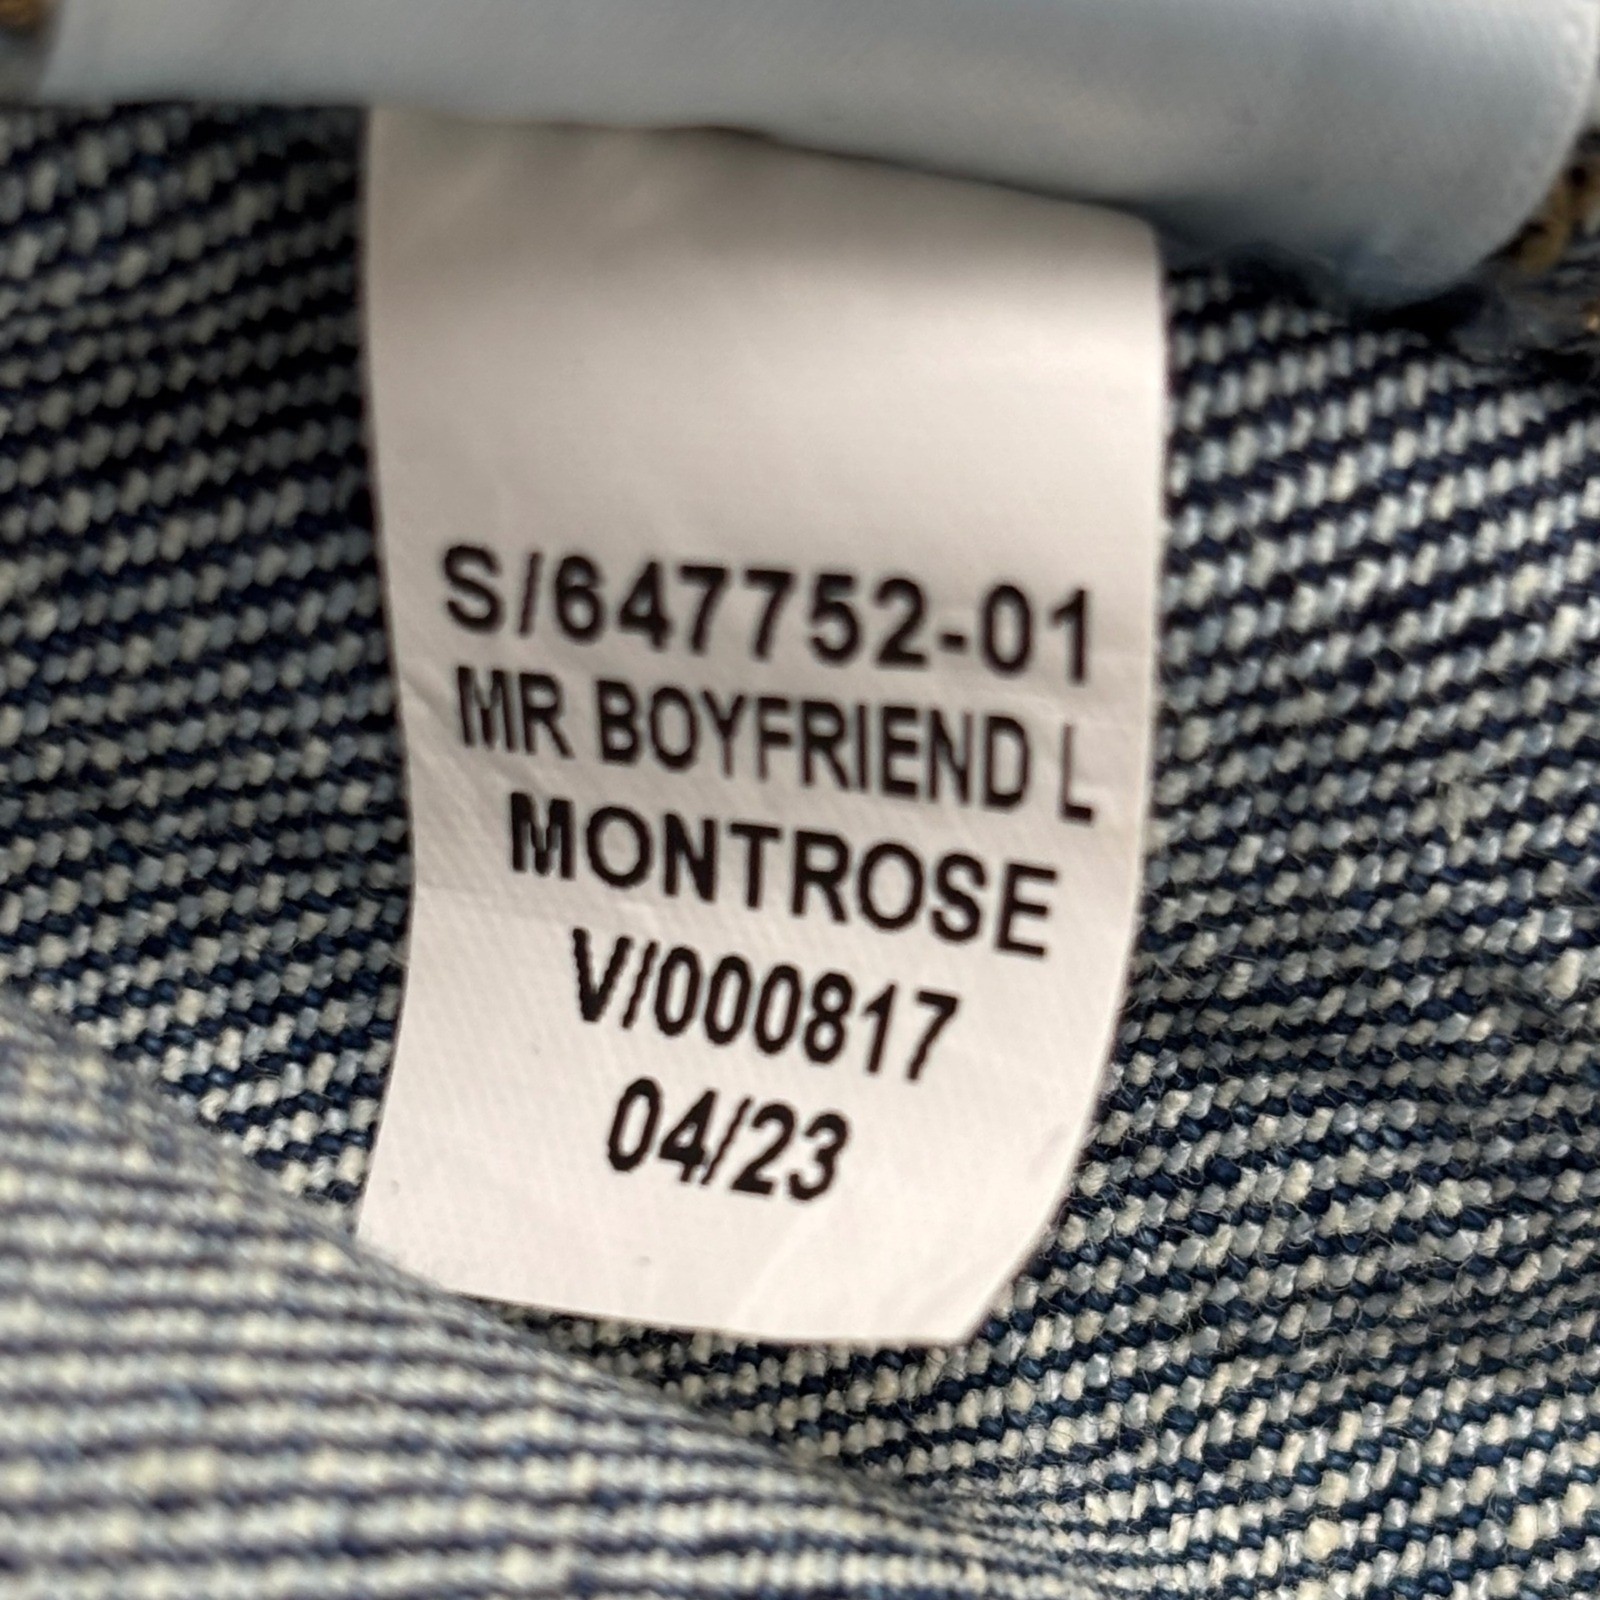 S/647752-01
MR BOYFRIEND L
MONTROSE
V/000817
04/23